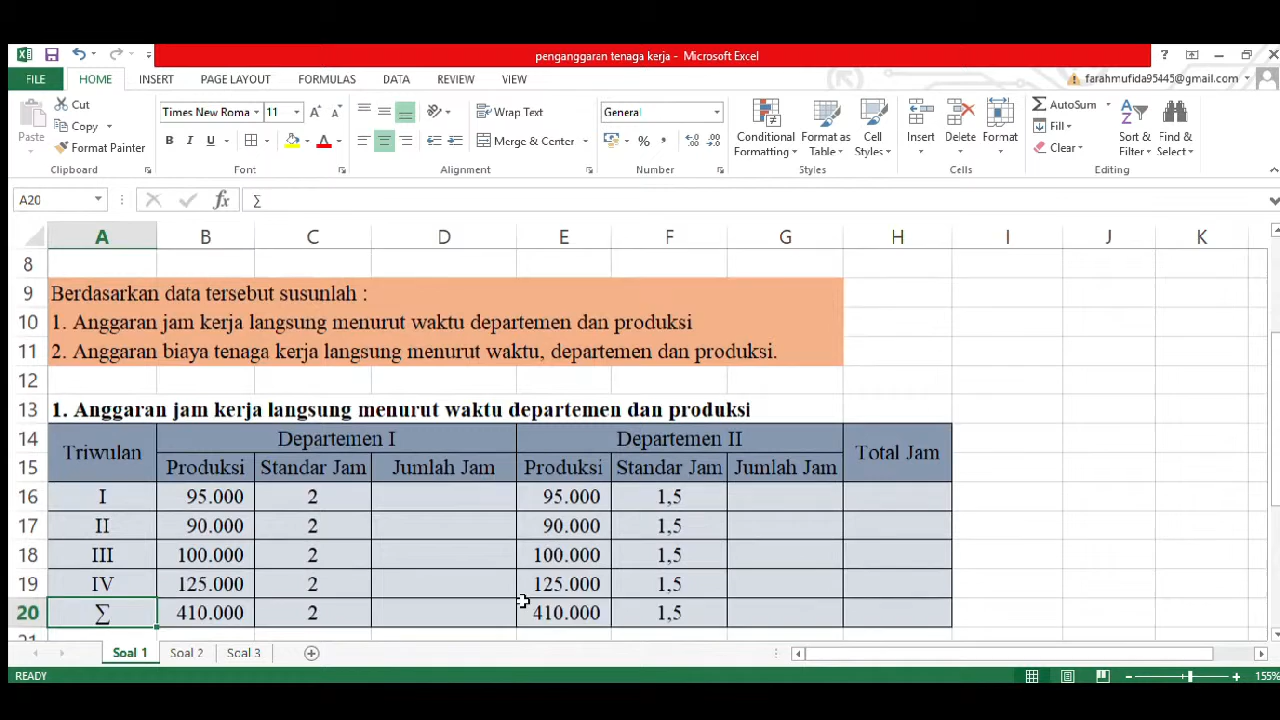 penganggaran tenaga kerja - Microsoft Excel
FILE HOME INSERT PAGE LAYOUT FORMULAS DATA REVIEW VIEW farahmufida95445@gmail.com
Paste Cut Copy Format Painter
Times New Roma 11
B I U
Wrap Text
Merge & Center
General
Conditional Formatting Format as Table Cell Styles
Insert Delete Format
AutoSum Fill Clear
Sort & Filter Find & Select
Clipboard Font Alignment Number Styles Cells Editing
A20 fx ∑
A B C D E F G H I J K
8
9 Berdasarkan data tersebut susunlah :
10 1. Anggaran jam kerja langsung menurut waktu departemen dan produksi
11 2. Anggaran biaya tenaga kerja langsung menurut waktu, departemen dan produksi.
12
13 1. Anggaran jam kerja langsung menurut waktu departemen dan produksi
14 Triwulan Departemen I Departemen II Total Jam
15 Produksi Standar Jam Jumlah Jam Produksi Standar Jam Jumlah Jam
16 I 95.000 2 95.000 1,5
17 II 90.000 2 90.000 1,5
18 III 100.000 2 100.000 1,5
19 IV 125.000 2 125.000 1,5
20 ∑ 410.000 2 410.000 1,5
Soal 1 Soal 2 Soal 3
READY 155%